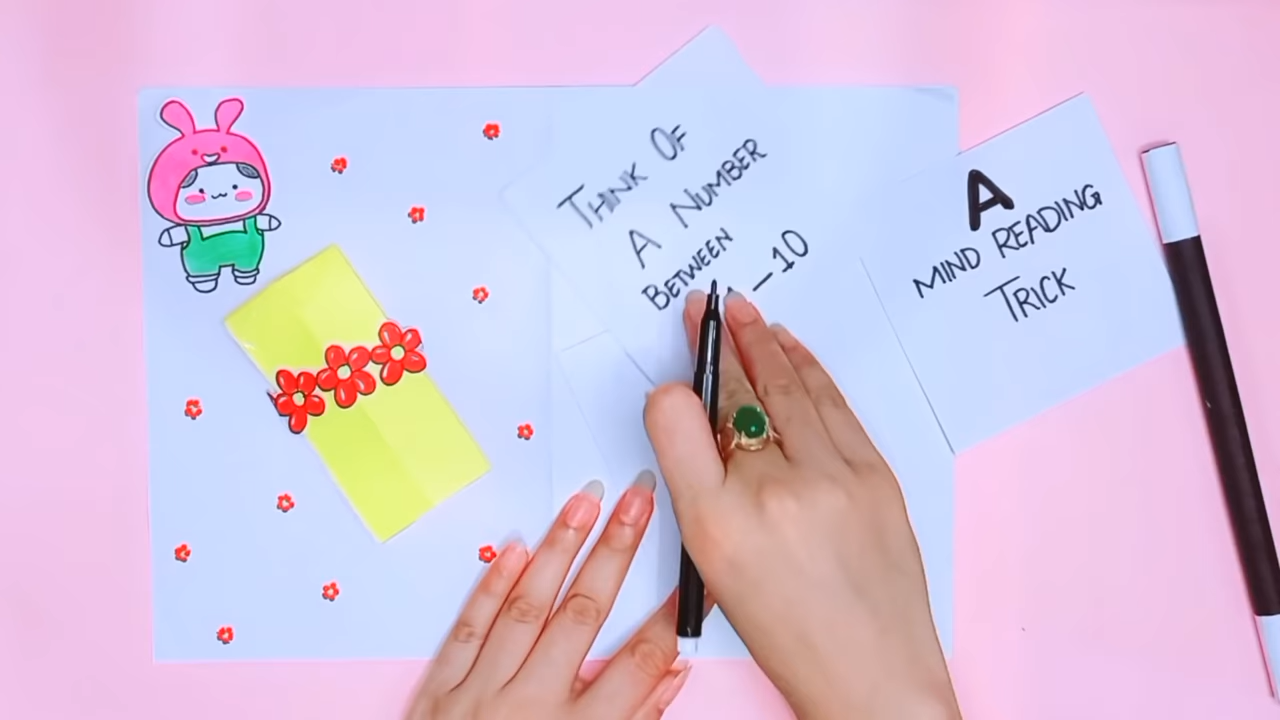 THINK OF
A NUMBER
BETWEEN
–10
A
MIND READING
TRICK